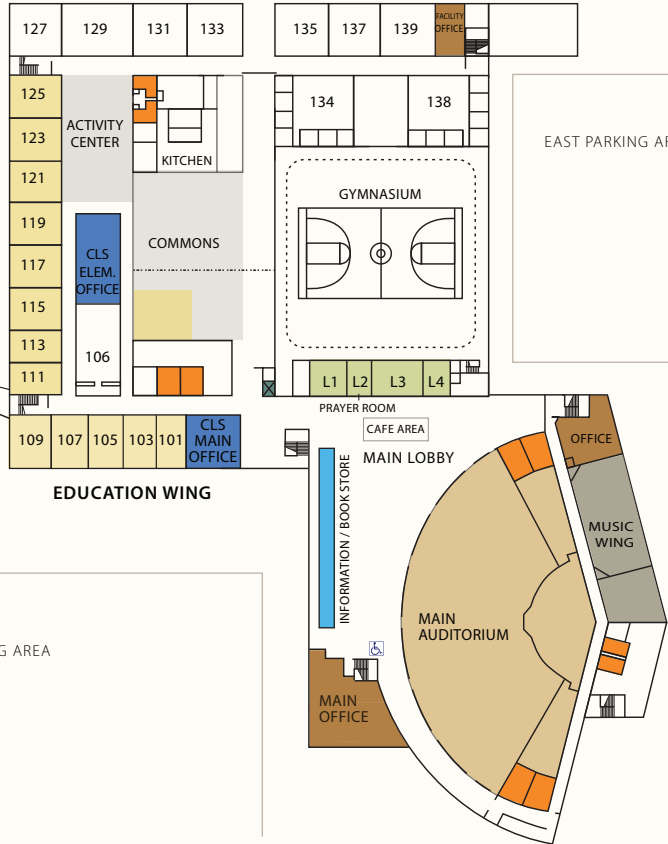 127
129
131
133
135
137
139
FACILITY
OFFICE
125
123
121
119
117
115
113
111
ACTIVITY
CENTER
KITCHEN
134
138
EAST PARKING AR
GYMNASIUM
COMMONS
CLS
ELEM.
OFFICE
106
L1
L2
L3
L4
PRAYER ROOM
CAFE AREA
MAIN LOBBY
109
107
105
103
101
CLS
MAIN
OFFICE
EDUCATION WING
INFORMATION / BOOK STORE
OFFICE
MUSIC
WING
MAIN
AUDITORIUM
G AREA
MAIN
OFFICE